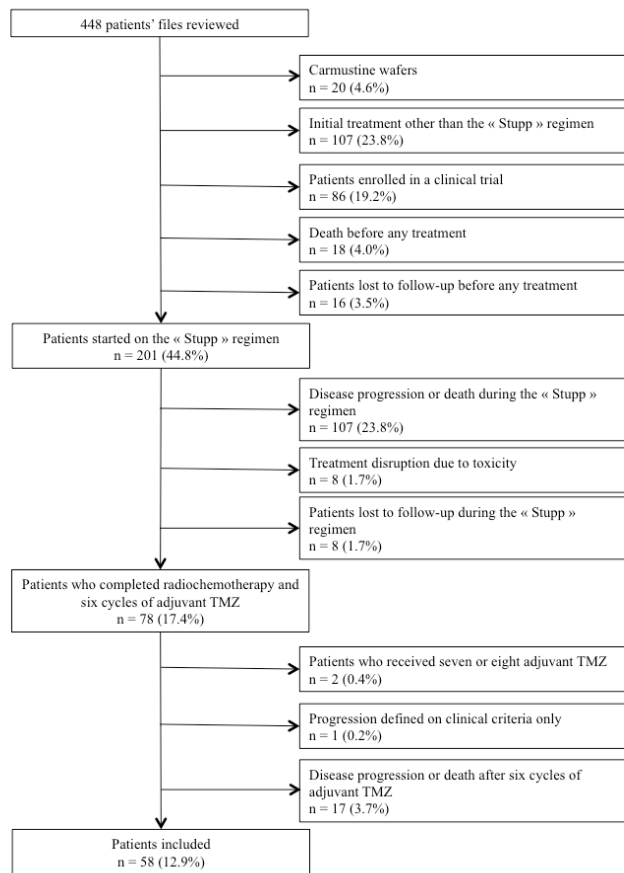 448 patients' files reviewed
Carmustine wafers
n = 20 (4.6%)
Initial treatment other than the « Stupp » regimen
n = 107 (23.8%)
Patients enrolled in a clinical trial
n = 86 (19.2%)
Death before any treatment
n = 18 (4.0%)
Patients lost to follow-up before any treatment
n = 16 (3.5%)
Patients started on the « Stupp » regimen
n = 201 (44.8%)
Disease progression or death during the « Stupp »
regimen
n = 107 (23.8%)
Treatment disruption due to toxicity
n = 8 (1.7%)
Patients lost to follow-up during the « Stupp »
regimen
n = 8 (1.7%)
Patients who completed radiochemotherapy and
six cycles of adjuvant TMZ
n = 78 (17.4%)
Patients who received seven or eight adjuvant TMZ
n = 2 (0.4%)
Progression defined on clinical criteria only
n = 1 (0.2%)
Disease progression or death after six cycles of
adjuvant TMZ
n = 17 (3.7%)
Patients included
n = 58 (12.9%)